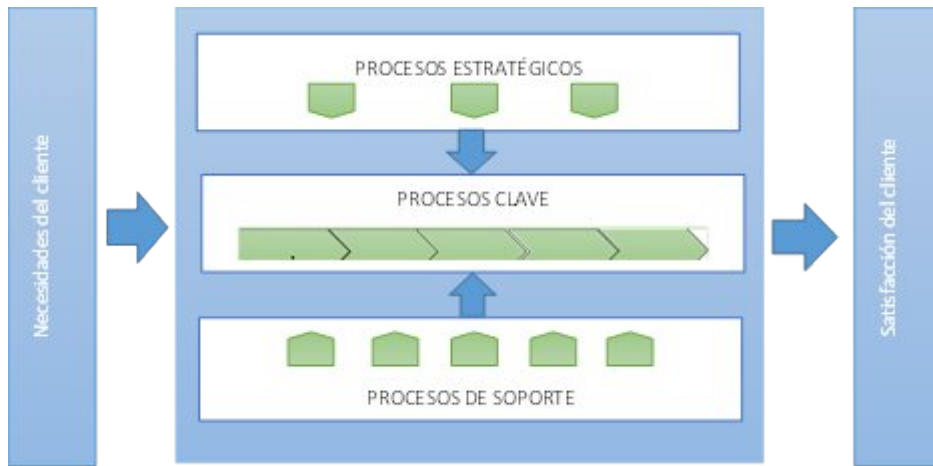 Necesidades del cliente
PROCESOS ESTRATÉGICOS
PROCESOS CLAVE
PROCESOS DE SOPORTE
Satisfacción del cliente